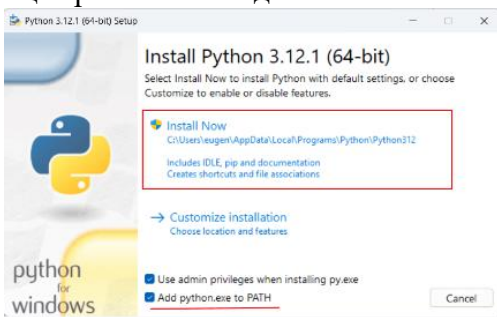 Python 3.12.1 (64-bit) Setup
Install Python 3.12.1 (64-bit)
Select Install Now to install Python with default settings, or choose
Customize to enable or disable features.
Install Now
C:\Users\eugen\AppData\Local\Programs\Python\Python312
Includes IDLE, pip and documentation
Creates shortcuts and file associations
→ Customize installation
Choose location and features
python
for
windows
Use admin privileges when installing py.exe
Add python.exe to PATH
Cancel